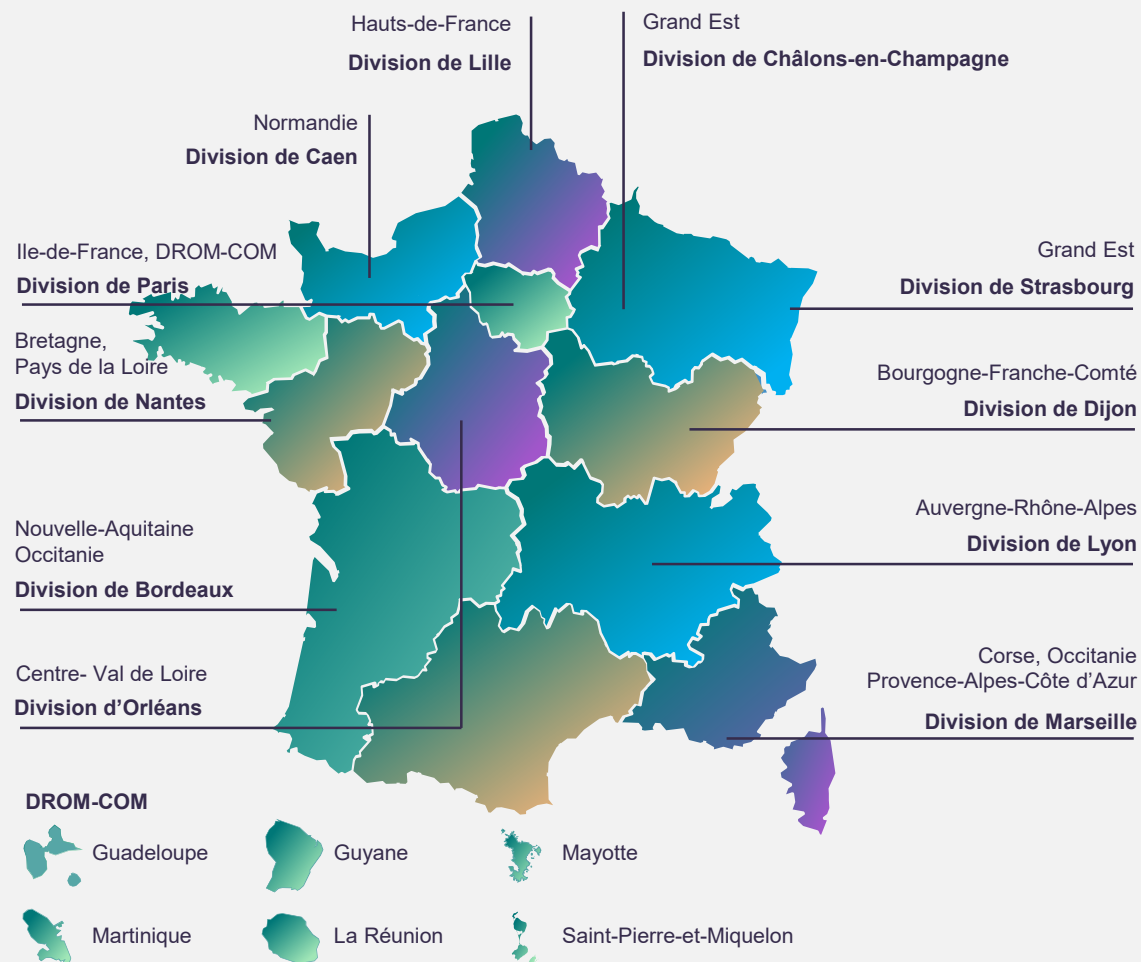 Hauts-de-France
Division de Lille
Grand Est
Division de Châlons-en-Champagne
Normandie
Division de Caen
Ile-de-France, DROM-COM
Division de Paris
Grand Est
Division de Strasbourg
Bretagne,
Pays de la Loire
Division de Nantes
Bourgogne-Franche-Comté
Division de Dijon
Nouvelle-Aquitaine
Occitanie
Division de Bordeaux
Auvergne-Rhône-Alpes
Division de Lyon
Centre- Val de Loire
Division d’Orléans
Corse, Occitanie
Provence-Alpes-Côte d’Azur
Division de Marseille
DROM-COM
Guadeloupe
Guyane
Mayotte
Martinique
La Réunion
Saint-Pierre-et-Miquelon